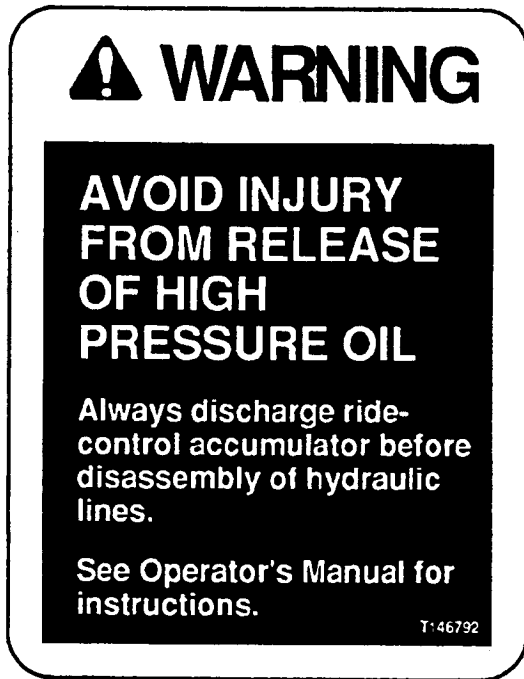 WARNING
AVOID INJURY
FROM RELEASE
OF HIGH
PRESSURE OIL
Always discharge ride-
control accumulator before
disassembly of hydraulic
lines.
See Operator's Manual for
instructions.
T146792